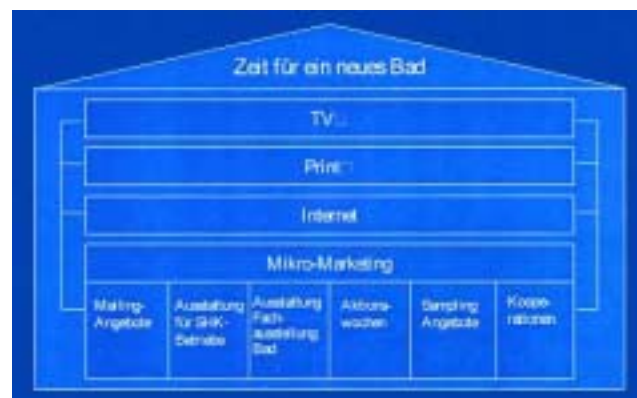 Zeit für ein neues Bad
TV
Print
Internet
Mikro-Marketing
Mailing-
Angebote
Ausstattung
für SHK-
Betriebe
Ausstattung
Fach-
ausstellung
Bad
Aktions-
wochen
Sampling
Angebote
Koope-
rationen